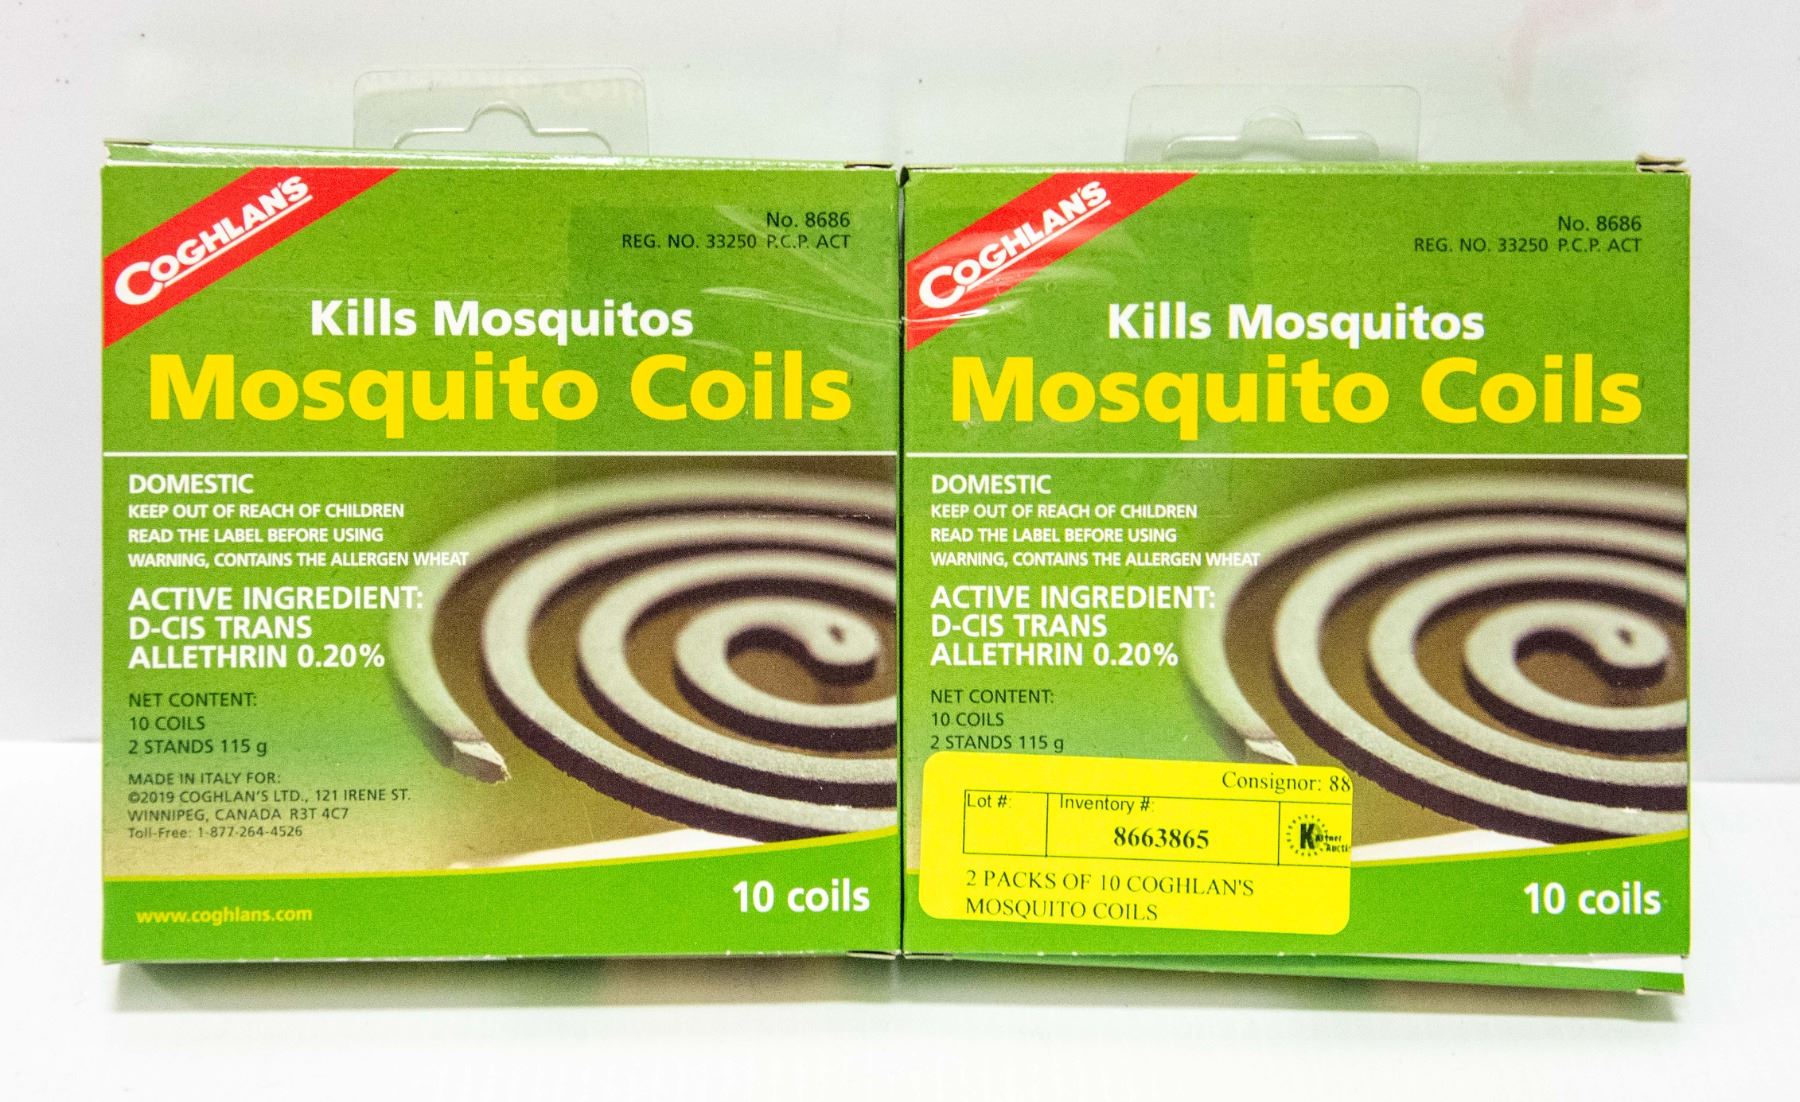 COGHLAN'S
No. 8686
REG. NO. 33250 P.C.P. ACT
Kills Mosquitos
Mosquito Coils
DOMESTIC
KEEP OUT OF REACH OF CHILDREN
READ THE LABEL BEFORE USING
WARNING, CONTAINS THE ALLERGEN WHEAT
ACTIVE INGREDIENT:
D-CIS TRANS
ALLETHRIN 0.20%
NET CONTENT:
10 COILS
2 STANDS 115 g
MADE IN ITALY FOR:
©2019 COGHLAN'S LTD., 121 IRENE ST.
WINNIPEG, CANADA R3T 4C7
Toll-Free: 1-877-264-4526
10 coils
www.coghlans.com
COGHLAN'S
No. 8686
REG. NO. 33250 P.C.P. ACT
Kills Mosquitos
Mosquito Coils
DOMESTIC
KEEP OUT OF REACH OF CHILDREN
READ THE LABEL BEFORE USING
WARNING, CONTAINS THE ALLERGEN WHEAT
ACTIVE INGREDIENT:
D-CIS TRANS
ALLETHRIN 0.20%
NET CONTENT:
10 COILS
2 STANDS 115 g
Consignor: 88
Lot #: Inventory #:
8663865
2 PACKS OF 10 COGHLAN'S
MOSQUITO COILS
10 coils